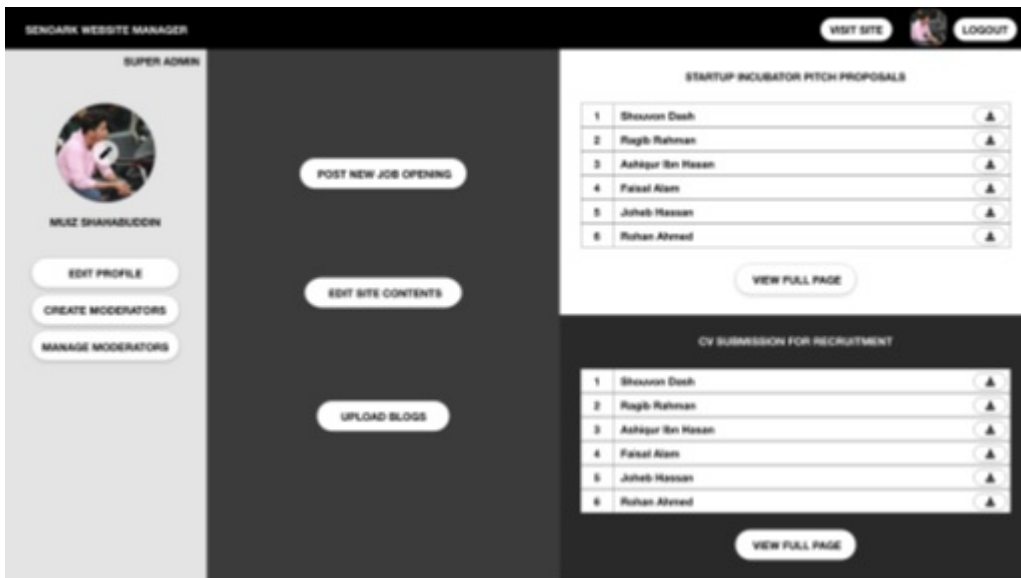 SENOARK WEBSITE MANAGER
VISIT SITE
LOGOUT
SUPER ADMIN
MUIZ SHAHABUDDIN
EDIT PROFILE
CREATE MODERATORS
MANAGE MODERATORS
POST NEW JOB OPENING
EDIT SITE CONTENTS
UPLOAD BLOGS
STARTUP INCUBATOR PITCH PROPOSALS
1 Shouvon Dash
2 Ragib Rahman
3 Ashiqur Ibn Hasan
4 Faisal Alam
5 Joheb Hassan
6 Rohan Ahmed
VIEW FULL PAGE
CV SUBMISSION FOR RECRUITMENT
1 Shouvon Dash
2 Ragib Rahman
3 Ashiqur Ibn Hasan
4 Faisal Alam
5 Joheb Hassan
6 Rohan Ahmed
VIEW FULL PAGE